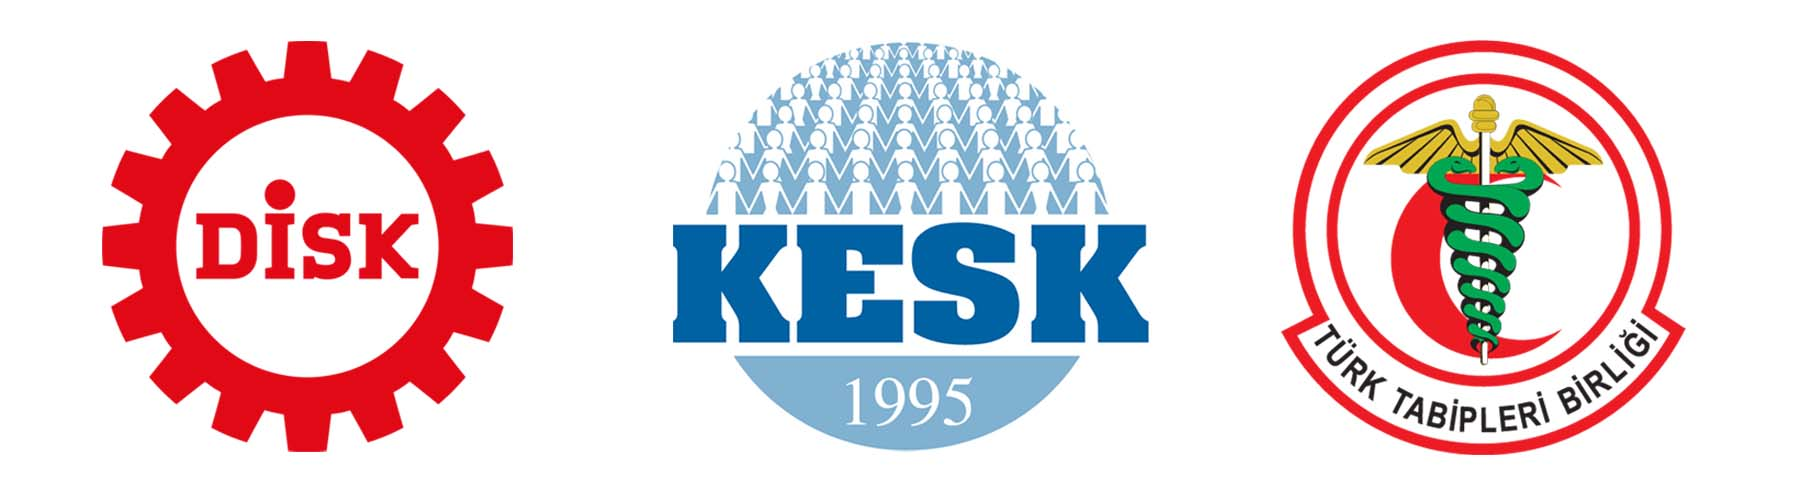 DİSK
KESK
1995
TÜRK TABİPLERİ BİRLİĞİ